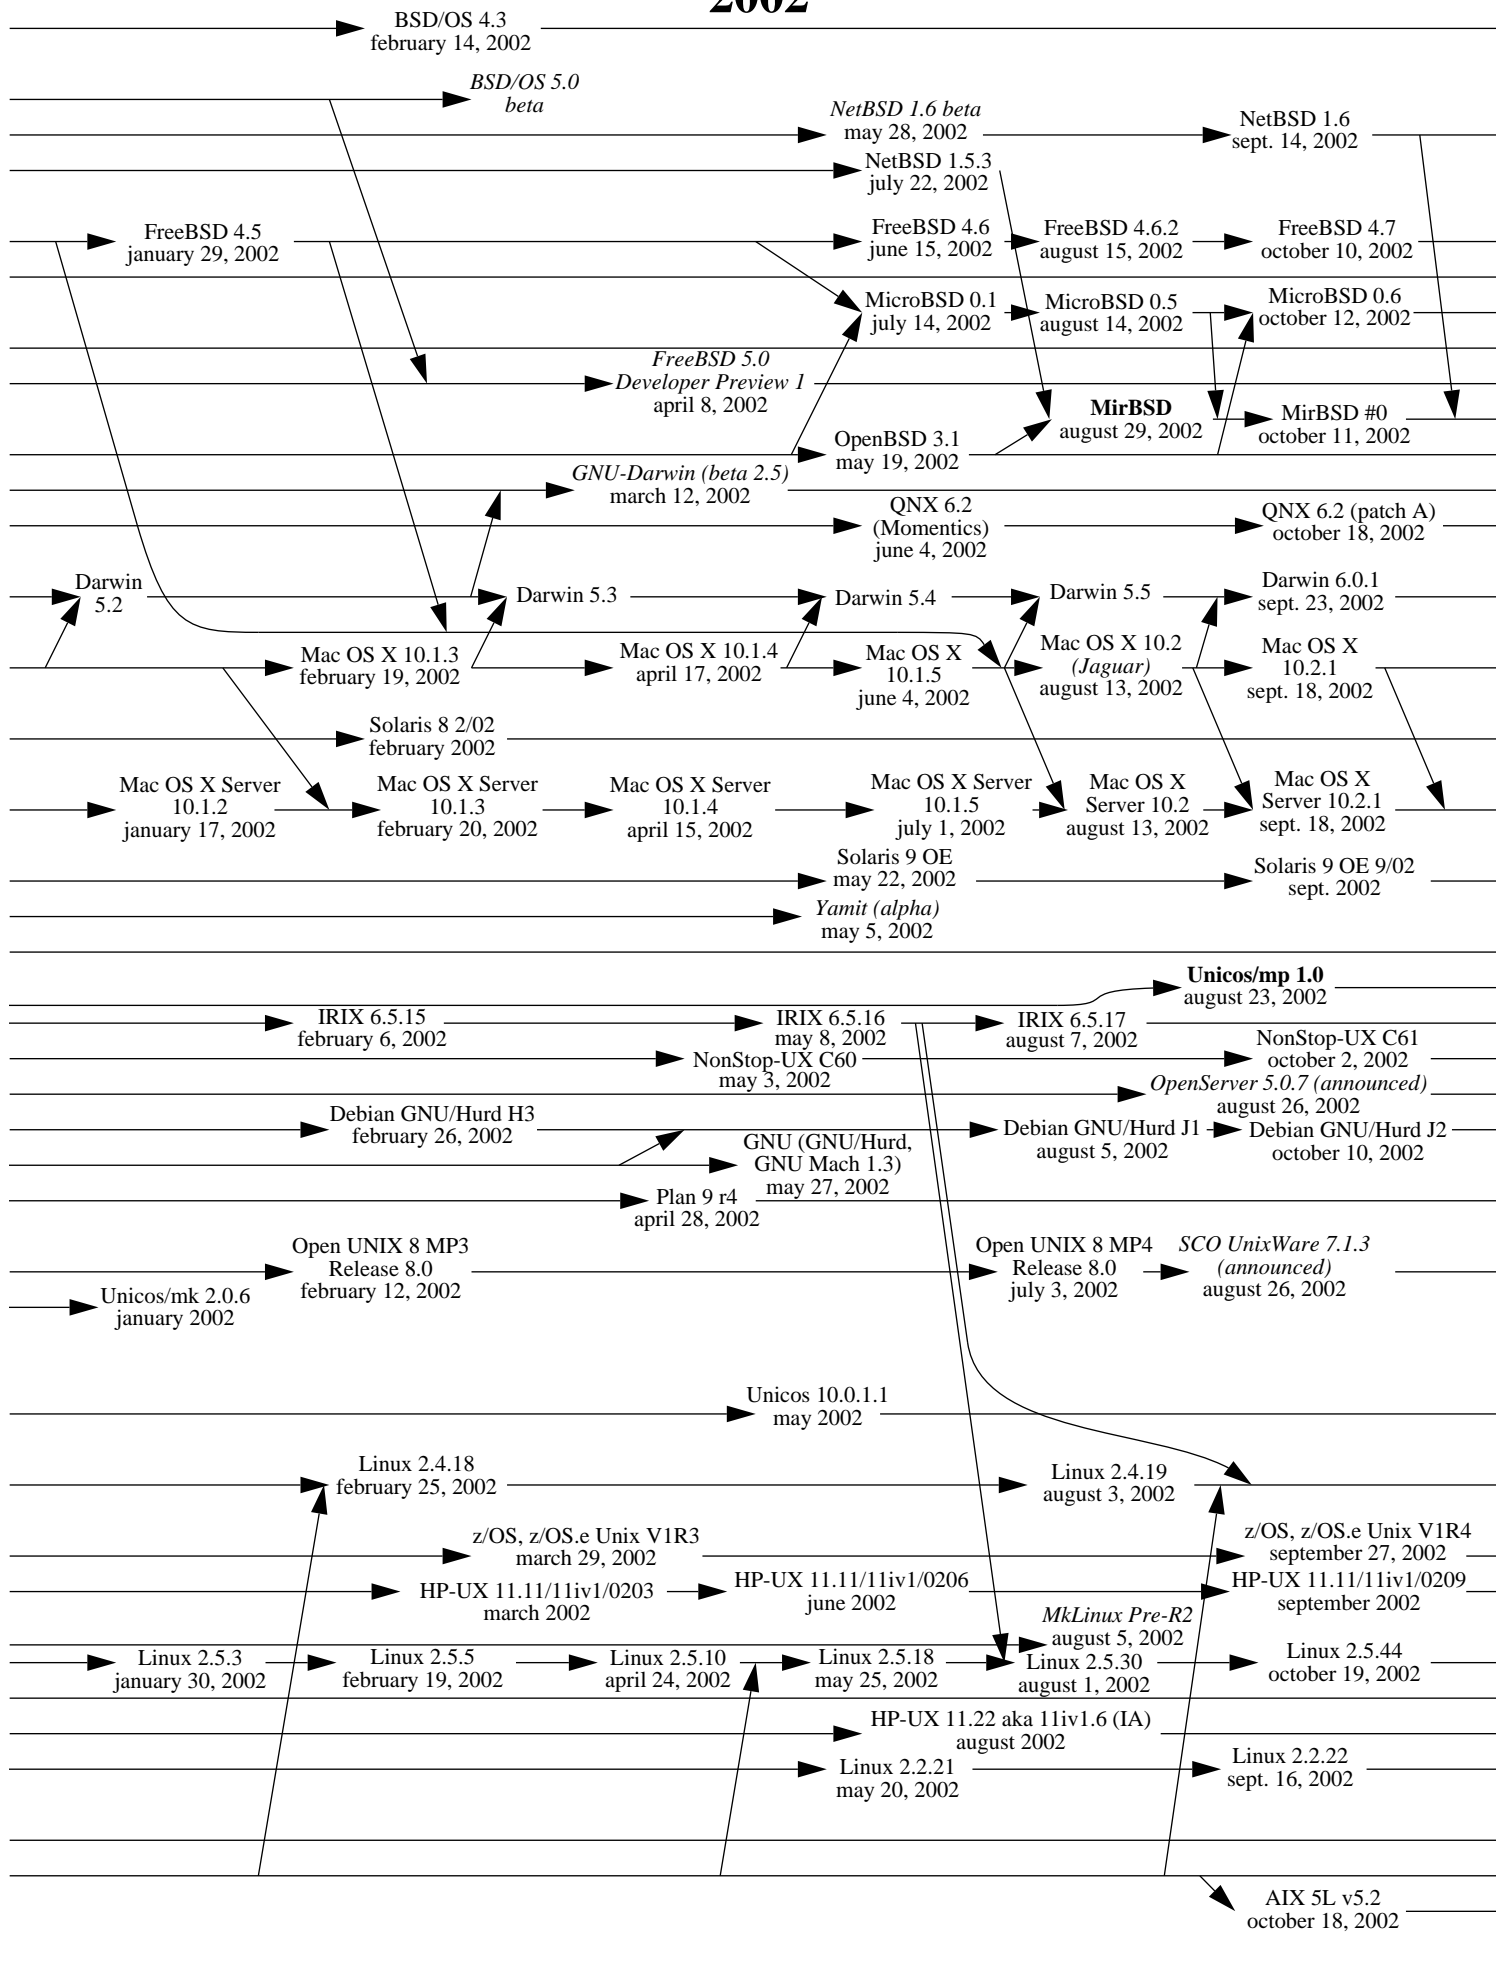 2002
BSD/OS 4.3
february 14, 2002
BSD/OS 5.0
beta
NetBSD 1.6 beta
may 28, 2002
NetBSD 1.6
sept. 14, 2002
NetBSD 1.5.3
july 22, 2002
FreeBSD 4.5
january 29, 2002
FreeBSD 4.6
june 15, 2002
FreeBSD 4.6.2
august 15, 2002
FreeBSD 4.7
october 10, 2002
MicroBSD 0.1
july 14, 2002
MicroBSD 0.5
august 14, 2002
MicroBSD 0.6
october 12, 2002
FreeBSD 5.0
Developer Preview 1
april 8, 2002
MirBSD
august 29, 2002
MirBSD #0
october 11, 2002
OpenBSD 3.1
may 19, 2002
GNU-Darwin (beta 2.5)
march 12, 2002
QNX 6.2
(Momentics)
june 4, 2002
QNX 6.2 (patch A)
october 18, 2002
Darwin
5.2
Darwin 5.3
Darwin 5.4
Darwin 5.5
Darwin 6.0.1
sept. 23, 2002
Mac OS X 10.1.3
february 19, 2002
Mac OS X 10.1.4
april 17, 2002
Mac OS X
10.1.5
june 4, 2002
Mac OS X 10.2
(Jaguar)
august 13, 2002
Mac OS X
10.2.1
sept. 18, 2002
Solaris 8 2/02
february 2002
Mac OS X Server
10.1.2
january 17, 2002
Mac OS X Server
10.1.3
february 20, 2002
Mac OS X Server
10.1.4
april 15, 2002
Mac OS X Server
10.1.5
july 1, 2002
Mac OS X
Server 10.2
august 13, 2002
Mac OS X
Server 10.2.1
sept. 18, 2002
Solaris 9 OE
may 22, 2002
Solaris 9 OE 9/02
sept. 2002
Yamit (alpha)
may 5, 2002
Unicos/mp 1.0
august 23, 2002
IRIX 6.5.15
february 6, 2002
IRIX 6.5.16
may 8, 2002
IRIX 6.5.17
august 7, 2002
NonStop-UX C60
may 3, 2002
NonStop-UX C61
october 2, 2002
OpenServer 5.0.7 (announced)
august 26, 2002
Debian GNU/Hurd H3
february 26, 2002
Debian GNU/Hurd J1
august 5, 2002
Debian GNU/Hurd J2
october 10, 2002
GNU (GNU/Hurd,
GNU Mach 1.3)
may 27, 2002
Plan 9 r4
april 28, 2002
Open UNIX 8 MP3
Release 8.0
february 12, 2002
Open UNIX 8 MP4
Release 8.0
july 3, 2002
SCO UnixWare 7.1.3
(announced)
august 26, 2002
Unicos/mk 2.0.6
january 2002
Unicos 10.0.1.1
may 2002
Linux 2.4.18
february 25, 2002
Linux 2.4.19
august 3, 2002
z/OS, z/OS.e Unix V1R3
march 29, 2002
z/OS, z/OS.e Unix V1R4
september 27, 2002
HP-UX 11.11/11iv1/0203
march 2002
HP-UX 11.11/11iv1/0206
june 2002
HP-UX 11.11/11iv1/0209
september 2002
MkLinux Pre-R2
august 5, 2002
Linux 2.5.3
january 30, 2002
Linux 2.5.5
february 19, 2002
Linux 2.5.10
april 24, 2002
Linux 2.5.18
may 25, 2002
Linux 2.5.30
august 1, 2002
Linux 2.5.44
october 19, 2002
HP-UX 11.22 aka 11iv1.6 (IA)
august 2002
Linux 2.2.21
may 20, 2002
Linux 2.2.22
sept. 16, 2002
AIX 5L v5.2
october 18, 2002